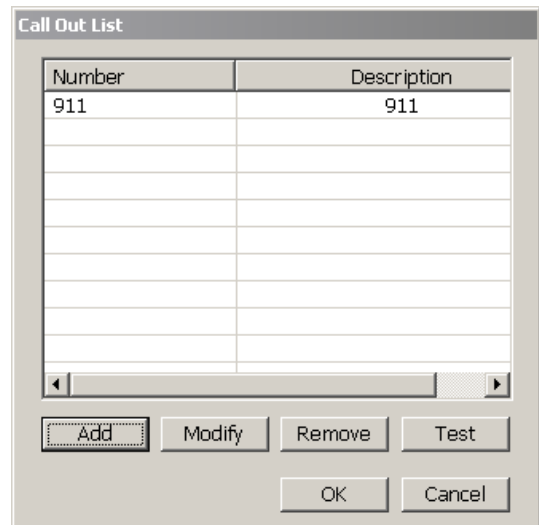 Call Out List
Number Description
911 911
Add Modify Remove Test
OK Cancel